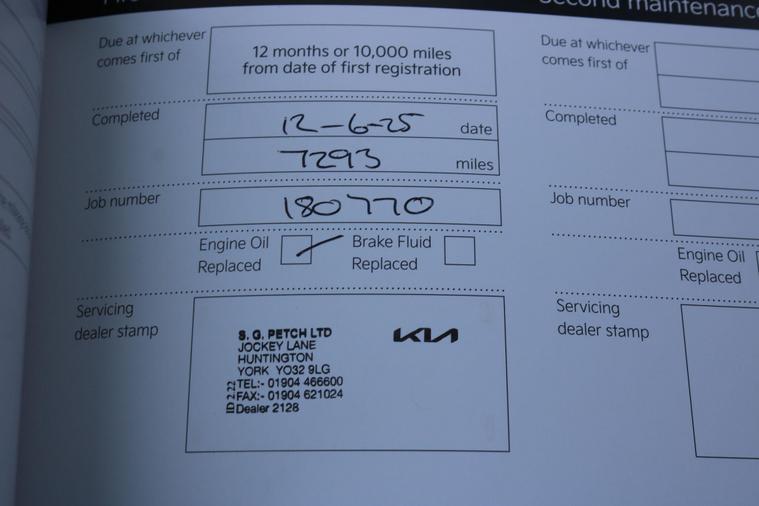 Second maintenance
Due at whichever
comes first of
12 months or 10,000 miles
from date of first registration
Completed
12-6-25 date
7293 miles
Job number
180770
Engine Oil
Replaced
Brake Fluid
Replaced
Servicing
dealer stamp
S. G. PETCH LTD
JOCKEY LANE
HUNTINGTON
YORK YO32 9LG
TEL:- 01904 466600
FAX:- 01904 621024
Dealer 2128
KIA
Due at whichever
comes first of
Completed
Job number
Engine Oil
Replaced
Servicing
dealer stamp